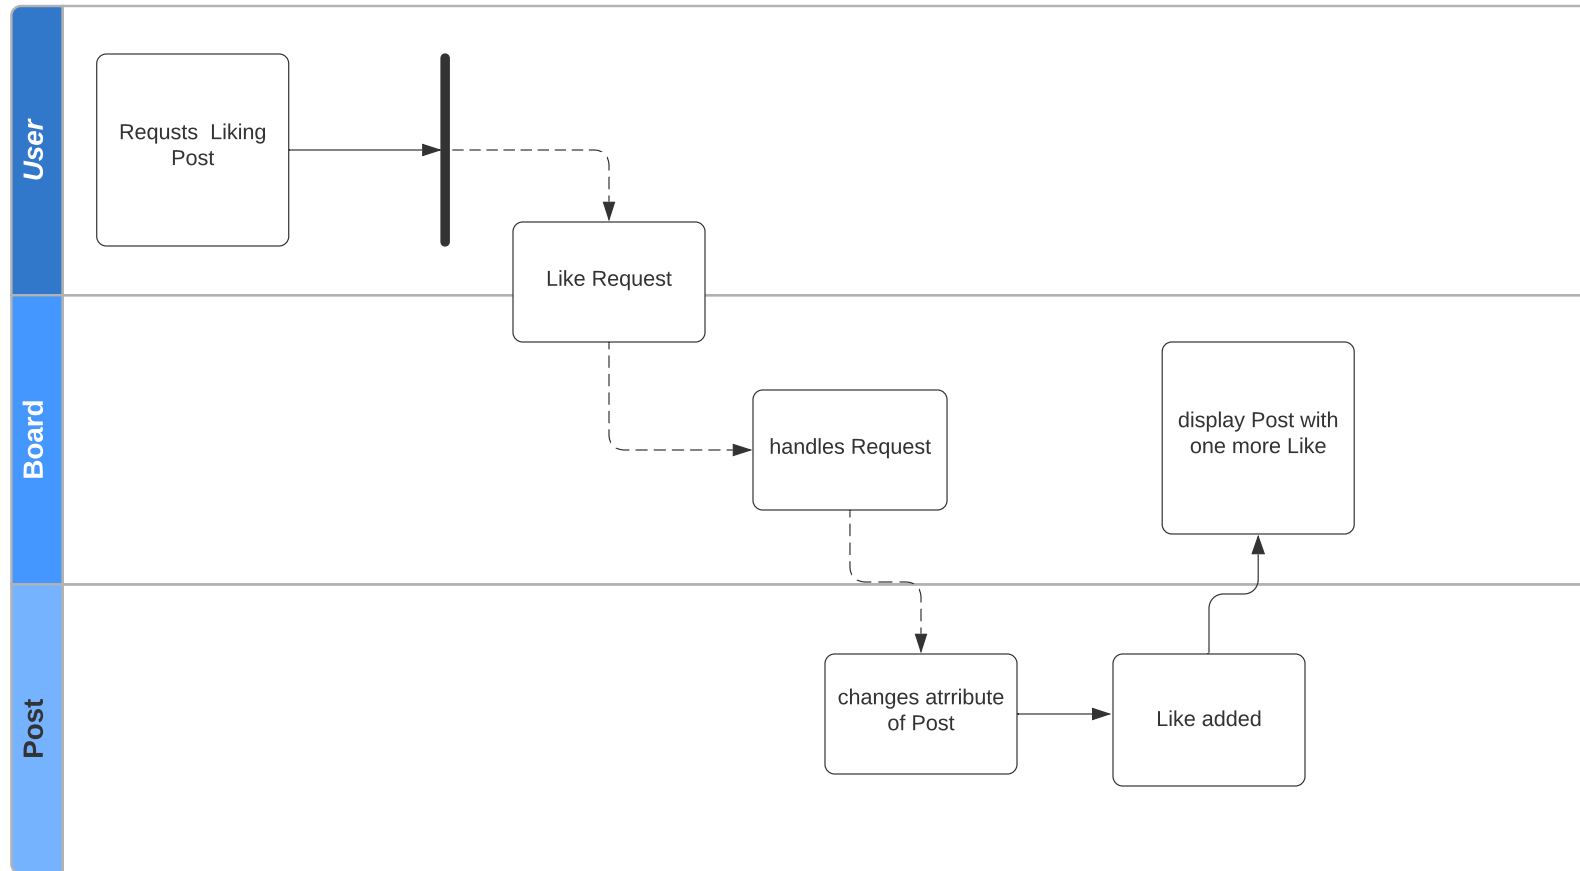 User
Requsts  Liking
Post
Like Request
Board
handles Request
display Post with
one more Like
Post
changes atrribute
of Post
Like added